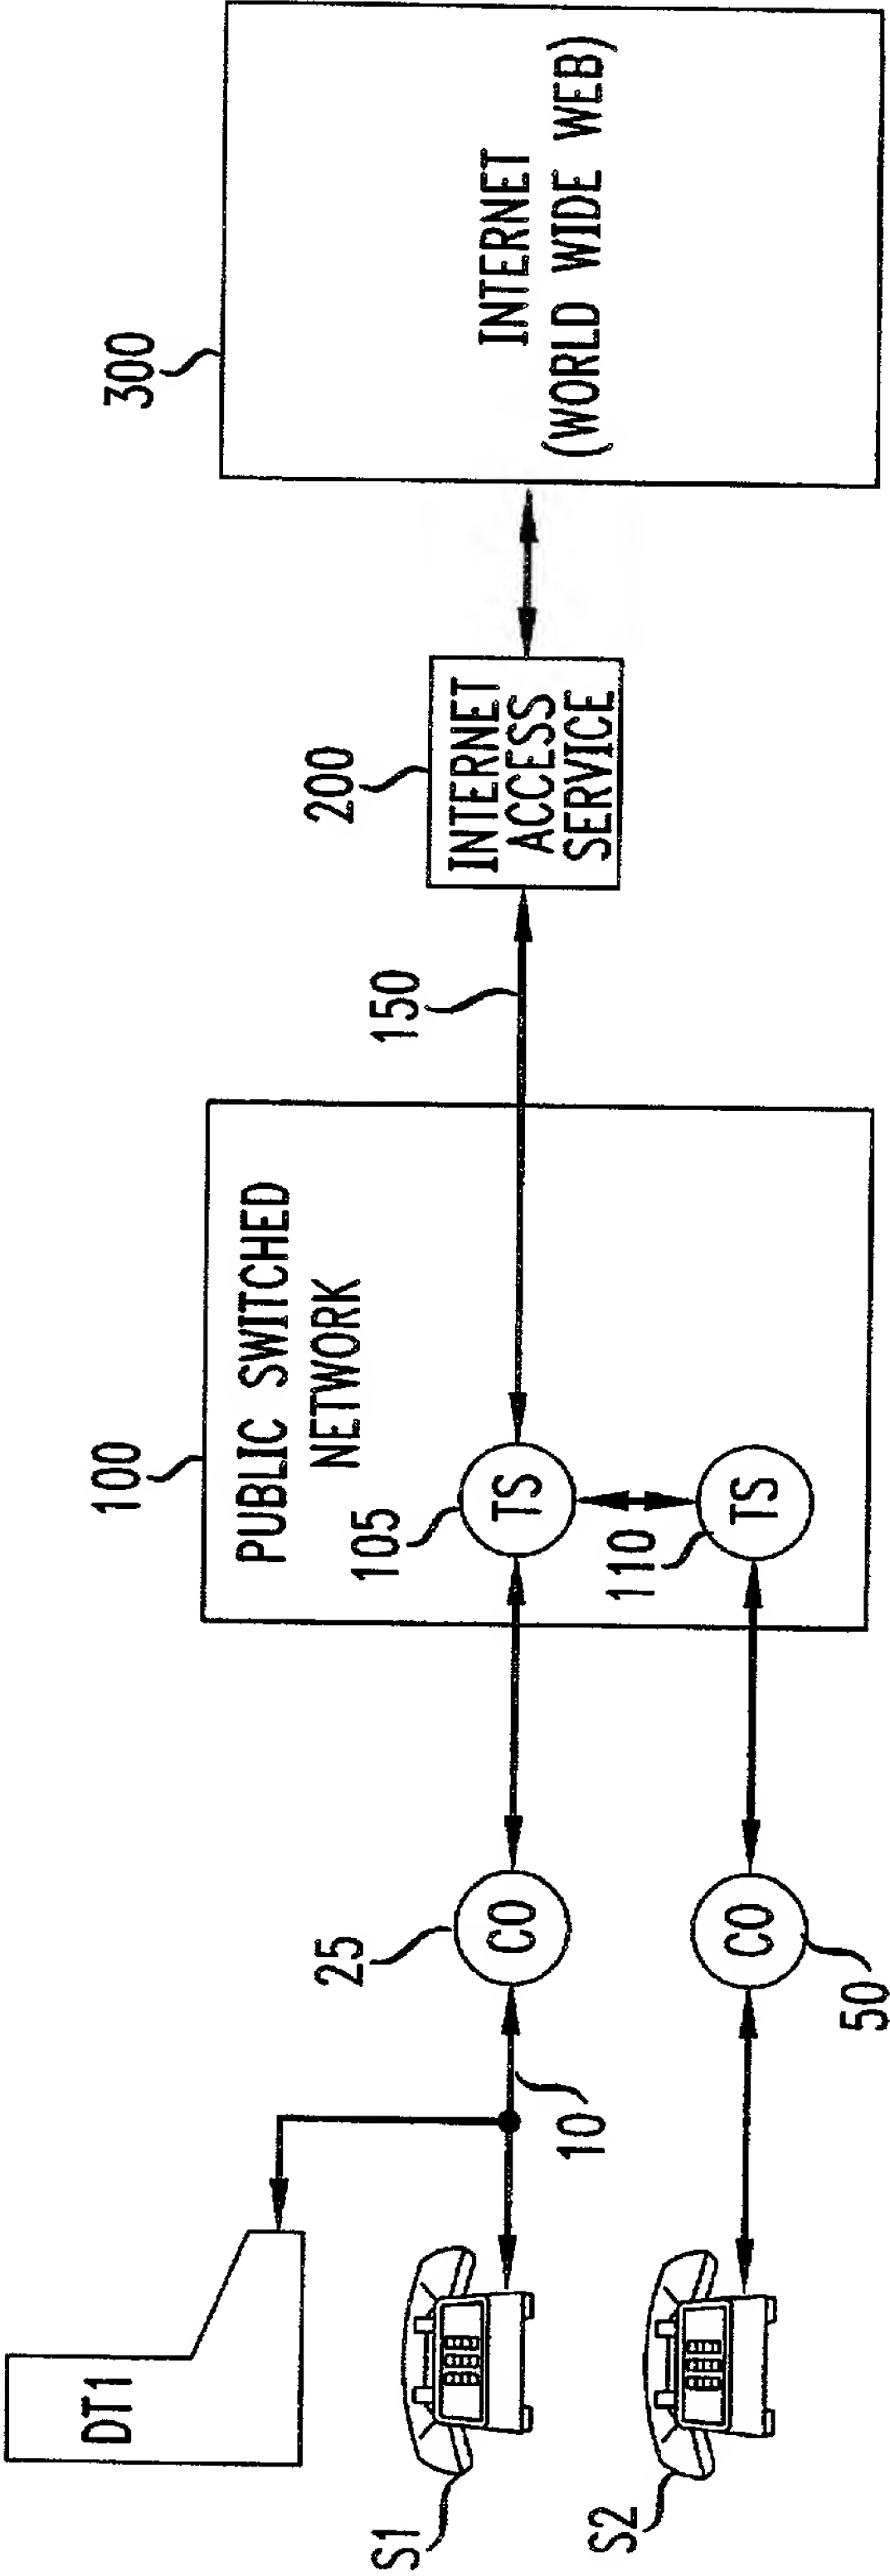 DT1
S1
S2
10
25
CO
50
CO
100
PUBLIC SWITCHED
NETWORK
105
TS
110
TS
150
200
INTERNET
ACCESS
SERVICE
300
INTERNET
(WORLD WIDE WEB)